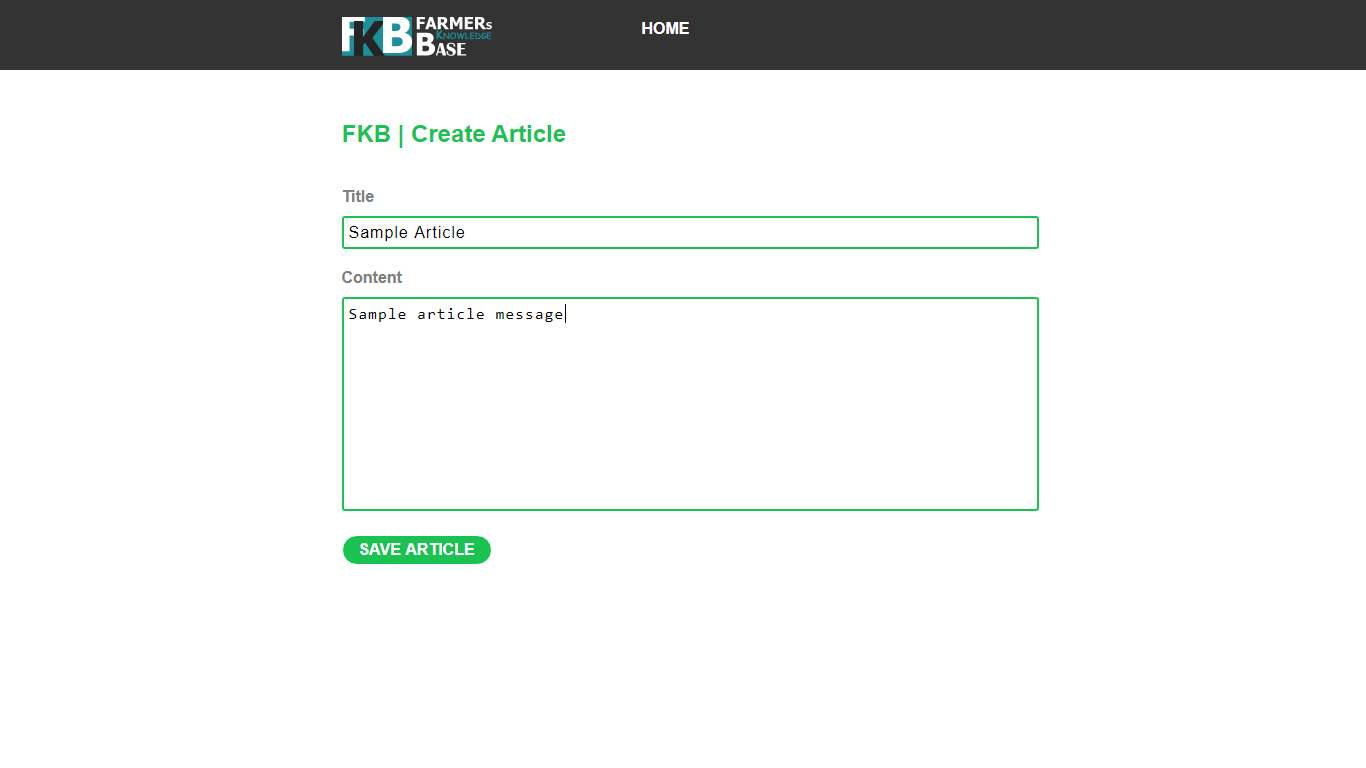 FKB FARMERs
KNOWLEDGE
BASE
HOME
FKB | Create Article
Title
Sample Article
Content
Sample article message
SAVE ARTICLE